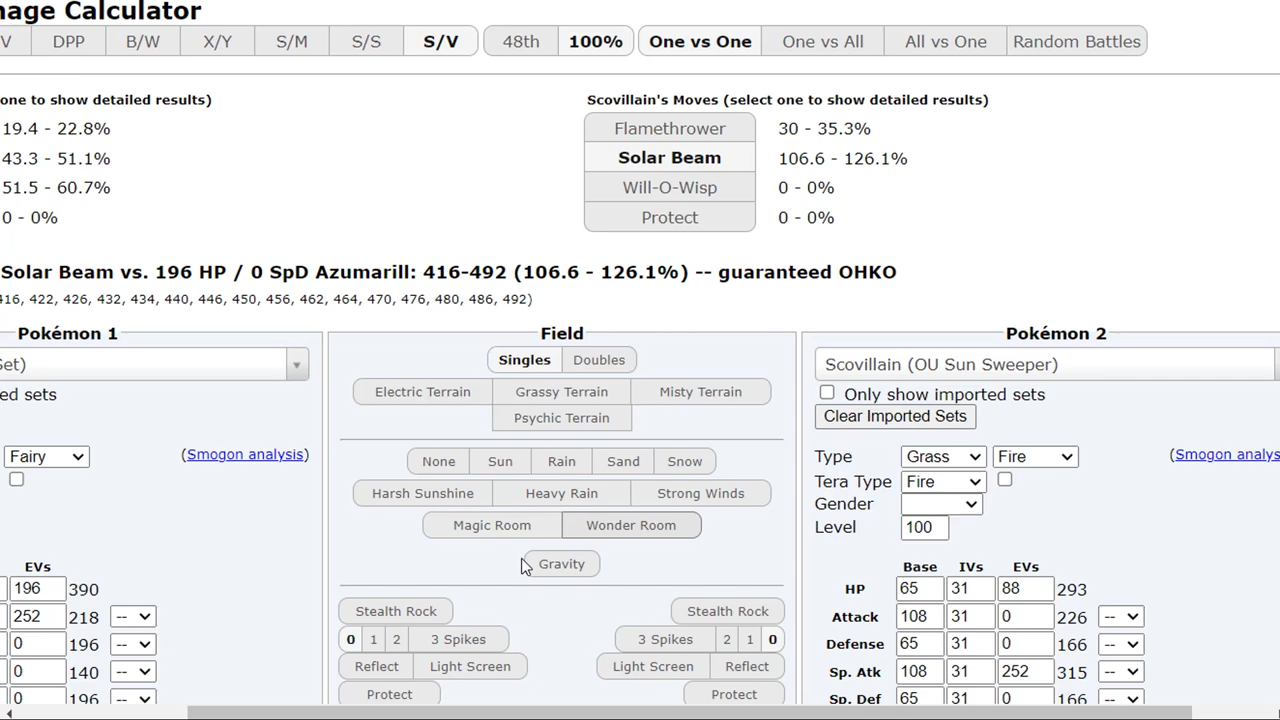 mage Calculator
V DPP B/W X/Y S/M S/S S/V 48th 100% One vs One One vs All All vs One Random Battles
one to show detailed results) Scovillain's Moves (select one to show detailed results)
19.4 - 22.8% Flamethrower 30 - 35.3%
43.3 - 51.1% Solar Beam 106.6 - 126.1%
51.5 - 60.7% Will-O-Wisp 0 - 0%
0 - 0% Protect 0 - 0%
Solar Beam vs. 196 HP / 0 SpD Azumarill: 416-492 (106.6 - 126.1%) -- guaranteed OHKO
416, 422, 426, 432, 434, 440, 446, 450, 456, 462, 464, 470, 476, 480, 486, 492)
Pokémon 1 Field Pokémon 2
Singles Doubles
Set) Scovillain (OU Sun Sweeper)
Electric Terrain Grassy Terrain Misty Terrain
ed sets Only show imported sets
Psychic Terrain Clear Imported Sets
Fairy (Smogon analysis) Type Grass Fire (Smogon analys
None Sun Rain Sand Snow
Tera Type Fire
Harsh Sunshine Heavy Rain Strong Winds Gender
Magic Room Wonder Room Level 100
Gravity
EVs Base IVs EVs
196 390 HP 65 31 88 293
Stealth Rock Stealth Rock
252 218 -- Attack 108 31 0 226 --
0 1 2 3 Spikes 3 Spikes 2 1 0
0 196 -- Defense 65 31 0 166 --
Reflect Light Screen Light Screen Reflect
0 140 -- Sp. Atk 108 31 252 315 --
Protect Protect
0 196 -- Sp. Def 65 31 0 166 --